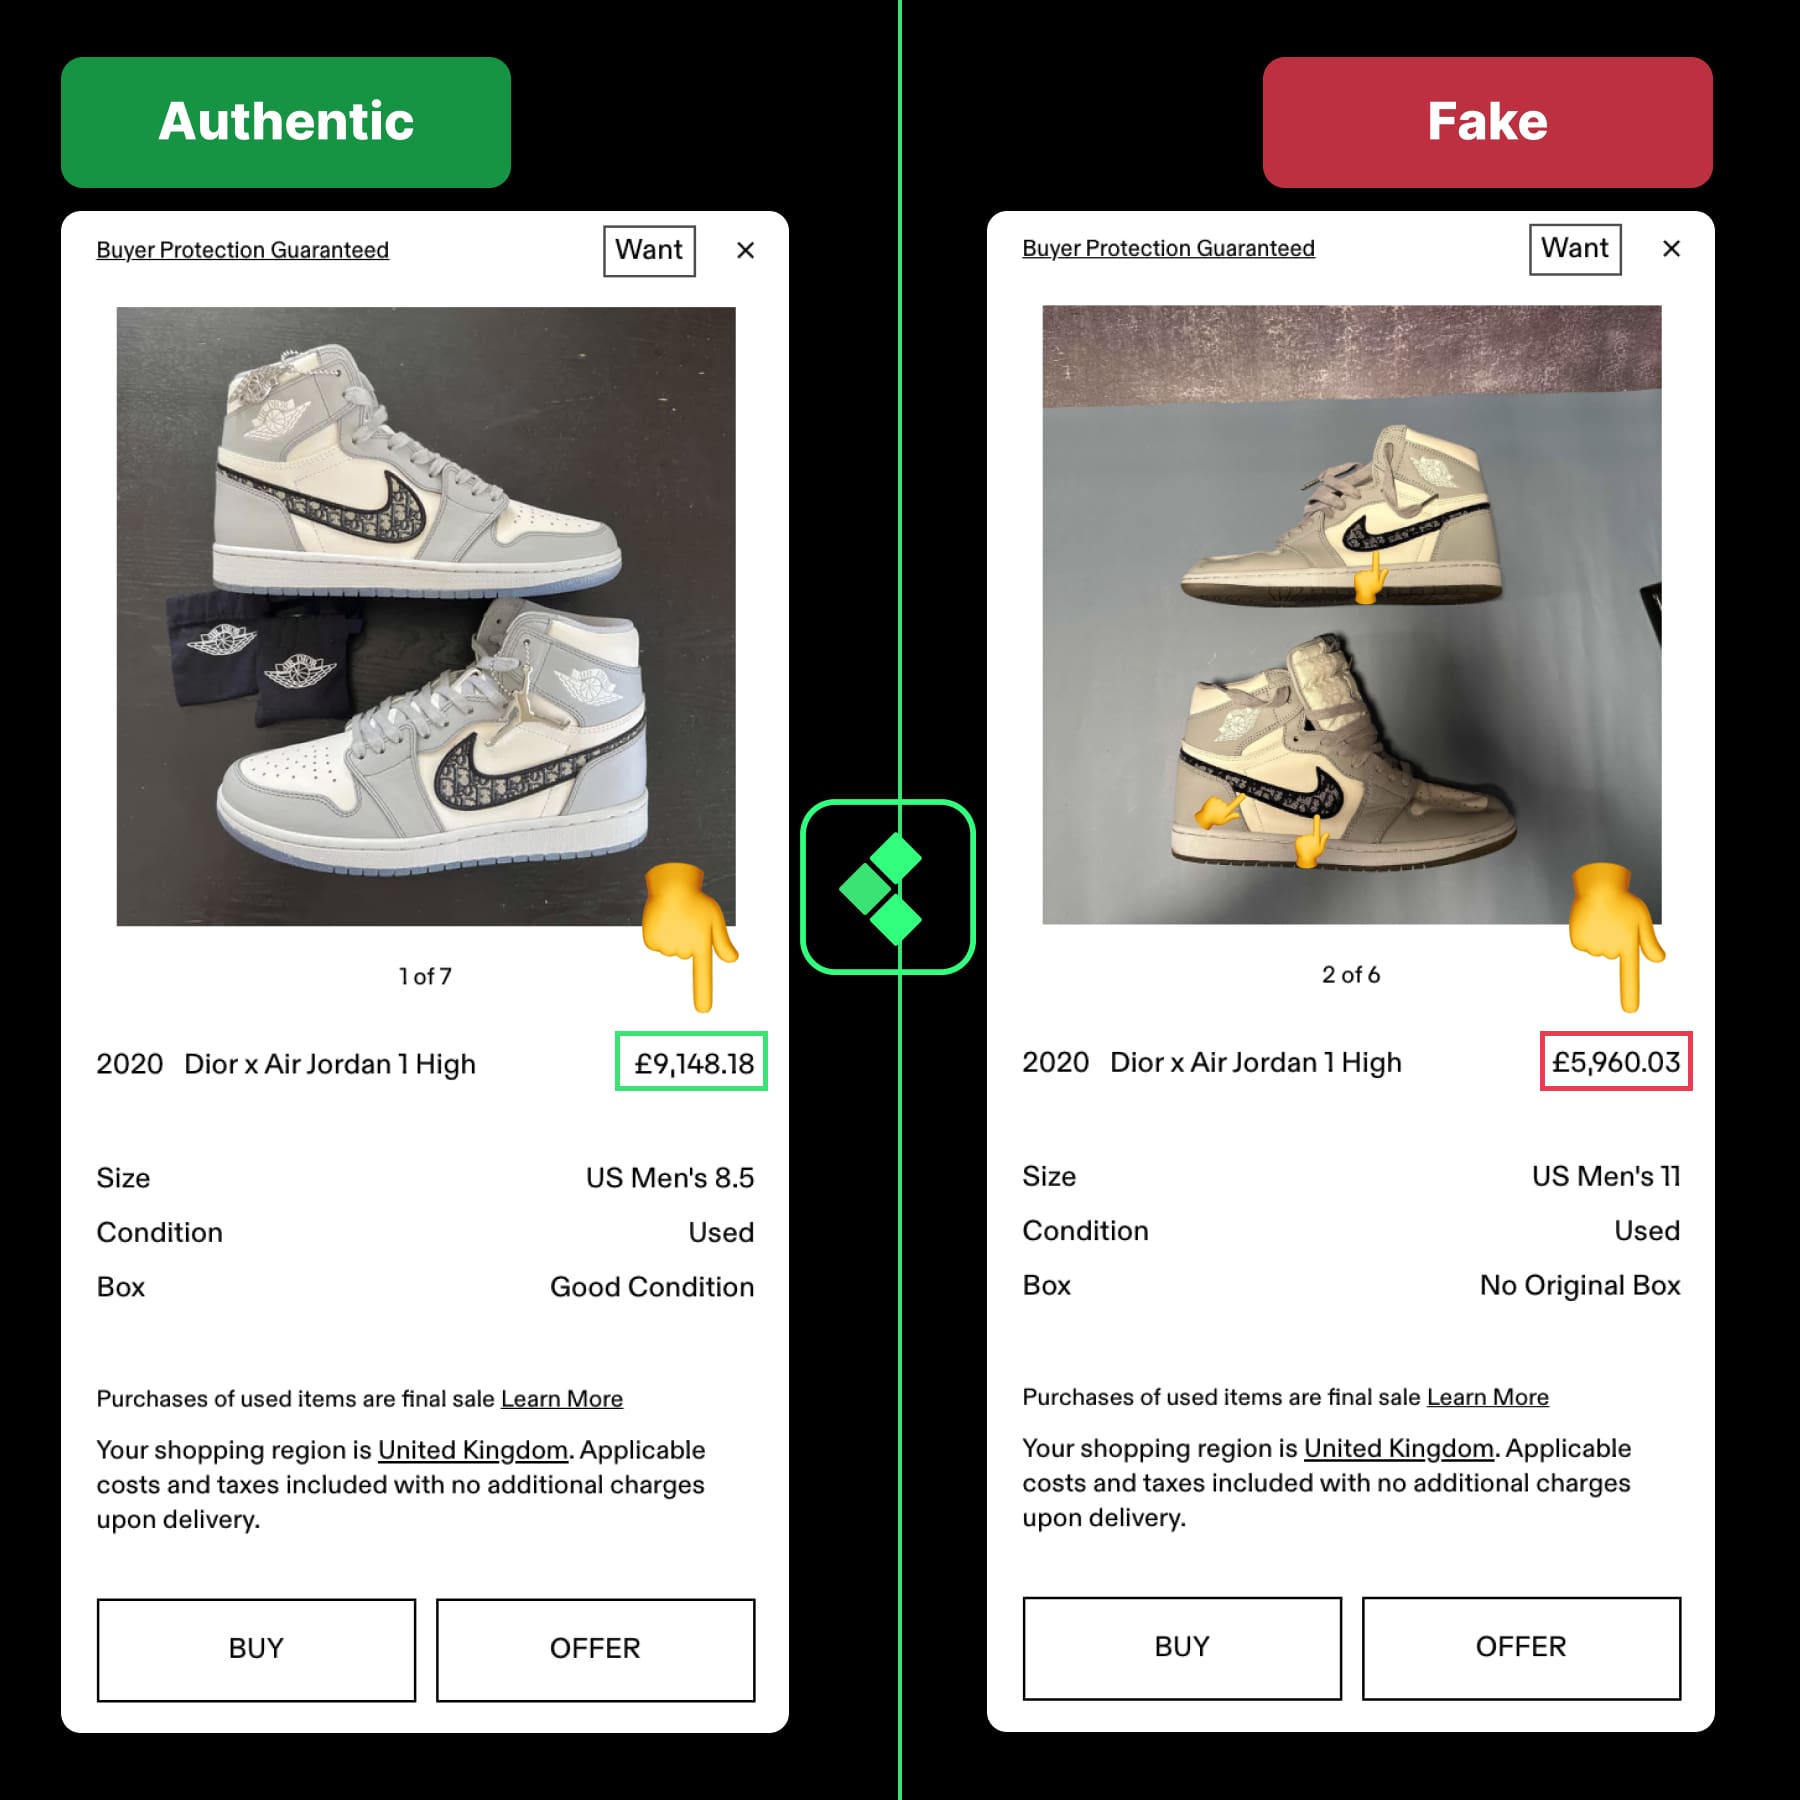 Authentic
Buyer Protection Guaranteed
Want
1 of 7
2020 Dior x Air Jordan 1 High
£9,148.18
Size
US Men's 8.5
Condition
Used
Box
Good Condition
Purchases of used items are final sale Learn More
Your shopping region is United Kingdom. Applicable
costs and taxes included with no additional charges
upon delivery.
BUY
OFFER
Fake
Buyer Protection Guaranteed
Want
2 of 6
2020 Dior x Air Jordan 1 High
£5,960.03
Size
US Men's 11
Condition
Used
Box
No Original Box
Purchases of used items are final sale Learn More
Your shopping region is United Kingdom. Applicable
costs and taxes included with no additional charges
upon delivery.
BUY
OFFER